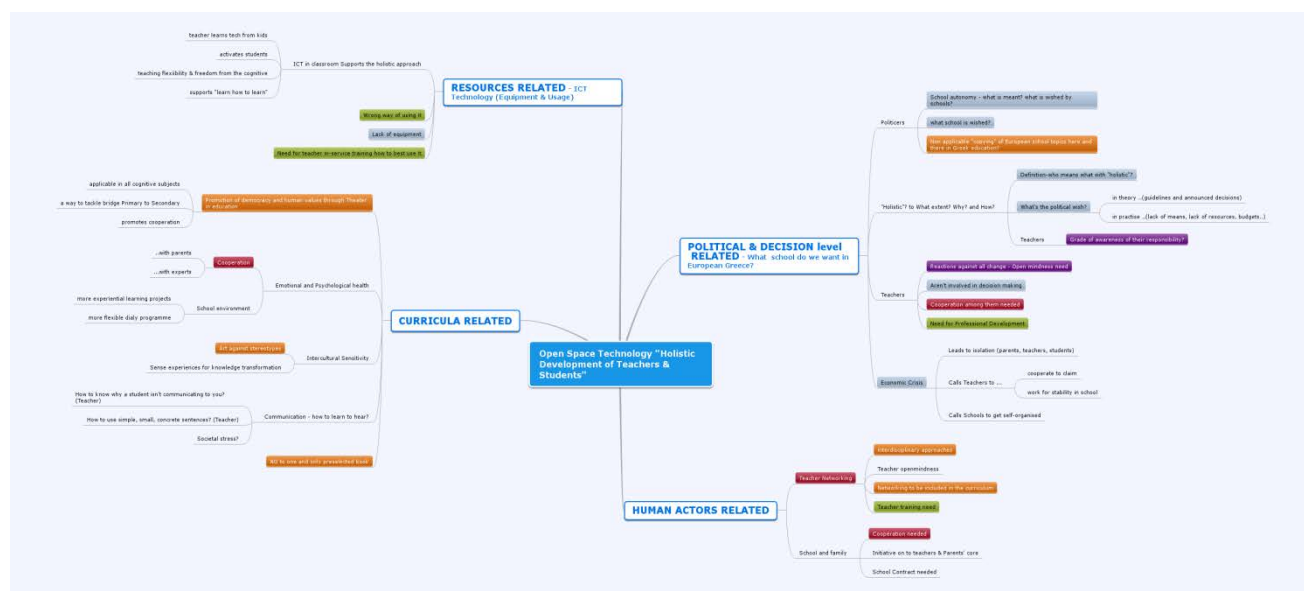 teacher learns tech from kids
activates students
teaching flexibility & freedom from the cognitive
supports "learn how to learn"
ICT in classroom Supports the holistic approach
Wrong way of using it
Lack of equipment
Need for teacher in-service training how to best use it
RESOURCES RELATED - ICT
Technology (Equipment & Usage)
applicable in all cognitive subjects
a way to tackle bridge Primary to Secondary
promotes cooperation
Promotion of democracy and human values through Theater
in education
...with parents
...with experts
Cooperation
more experiential learning projects
more flexible dialy programme
School environment
Emotional and Psychological health
Act against stereotypes
Sense experiences for knowledge transformation
Intercultural Sensitivity
How to know why a student isn't communicating to you?
(Teacher)
How to use simple, small, concrete sentences? (Teacher)
Societal stress?
Communication - how to learn to hear?
NO to one and only preselected book
CURRICULA RELATED
Open Space Technology "Holistic
Development of Teachers &
Students"
POLITICAL & DECISION level
RELATED - What school do we want in
European Greece?
Politicers
School autonomy - what is meant? what is wished by
schools?
what school is wished?
Non applicable "copying" of European school topics here and
there in Greek education?
"Holistic"? to What extent? Why? and How?
Definition-who means what with "holistic"?
What's the political wish?
in theory ..(guidelines and announced decisions)
in practise ..(lack of means, lack of resources, budgets..)
Teachers
Grade of awareness of their responsibility?
Teachers
Reactions against all change - Open mindness need
Aren't involved in decision making
Cooperation among them needed
Need for Professional Development
Economic Crisis
Leads to isolation (parents, teachers, students)
Calls Teachers to ...
cooperate to claim
work for stability in school
Calls Schools to get self-organised
HUMAN ACTORS RELATED
Teacher Networking
Interdisciplinary approaches
Teacher openmindness
Networking to be included in the curriculum
Teacher training need
School and family
Cooperation needed
Initiative on to teachers & Parents' core
School Contract needed